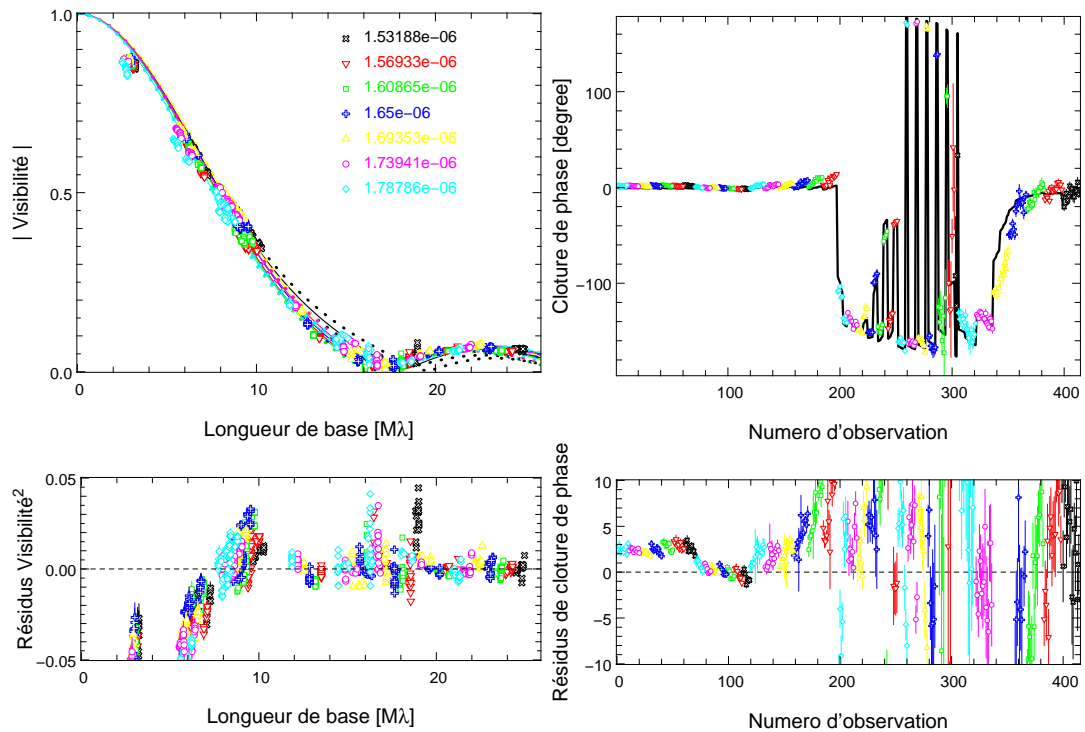 1.0
0.5
0.0
0
10
20
| Visibilité |
Longueur de base [Mλ]
1.53188e−06
1.56933e−06
1.60865e−06
1.65e−06
1.69353e−06
1.73941e−06
1.78786e−06
100
0
−100
0
100
200
300
400
Cloture de phase [degree]
Numero d'observation
0.05
0.00
−0.05
0
10
20
Résidus Visibilité²
Longueur de base [Mλ]
10
5
0
−5
−10
0
100
200
300
400
Résidus de cloture de phase
Numero d'observation